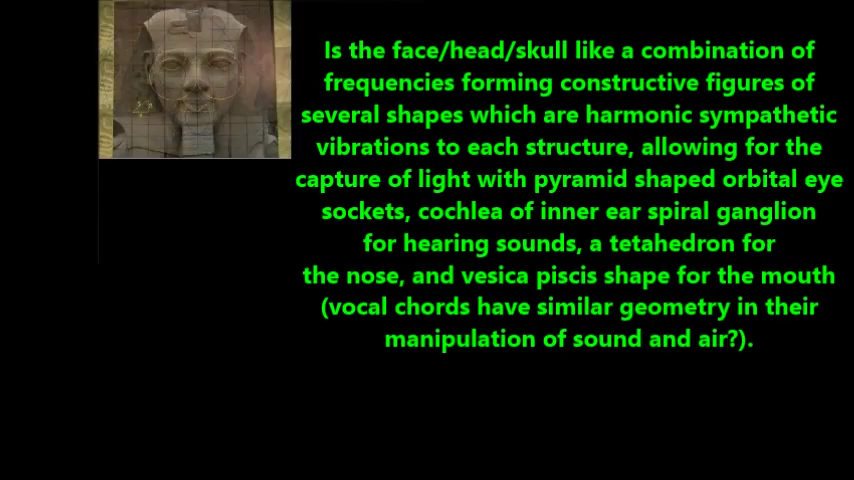 Is the face/head/skull like a combination of
frequencies forming constructive figures of
several shapes which are harmonic sympathetic
vibrations to each structure, allowing for the
capture of light with pyramid shaped orbital eye
sockets, cochlea of inner ear spiral ganglion
for hearing sounds, a tetahedron for
the nose, and vesica piscis shape for the mouth
(vocal chords have similar geometry in their
manipulation of sound and air?).